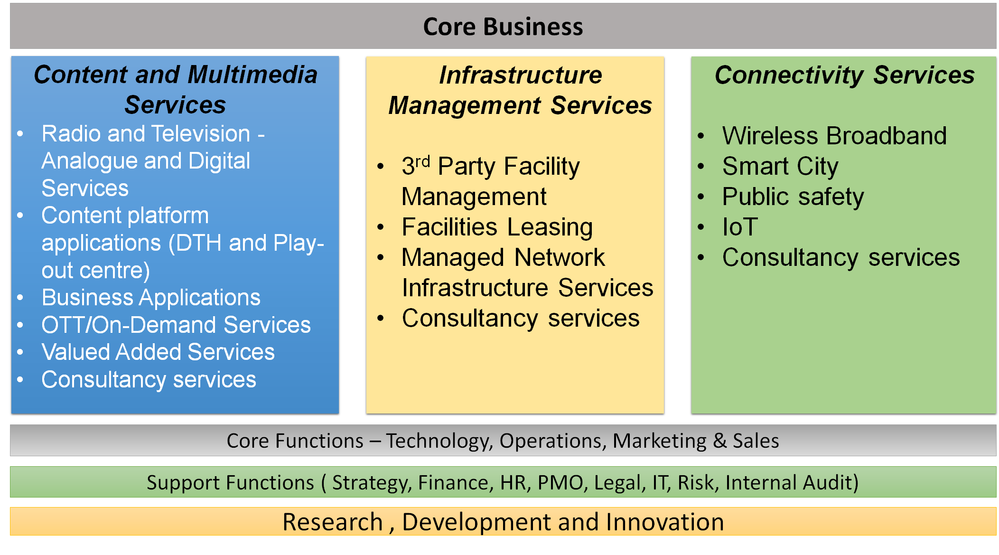 Core Business
Content and Multimedia
Services
• Radio and Television -
Analogue and Digital
Services
• Content platform
applications (DTH and Play-
out centre)
• Business Applications
• OTT/On-Demand Services
• Valued Added Services
• Consultancy services
Infrastructure
Management Services
• 3rd Party Facility
Management
• Facilities Leasing
• Managed Network
Infrastructure Services
• Consultancy services
Connectivity Services
• Wireless Broadband
• Smart City
• Public safety
• IoT
• Consultancy services
Core Functions – Technology, Operations, Marketing & Sales
Support Functions ( Strategy, Finance, HR, PMO, Legal, IT, Risk, Internal Audit)
Research , Development and Innovation